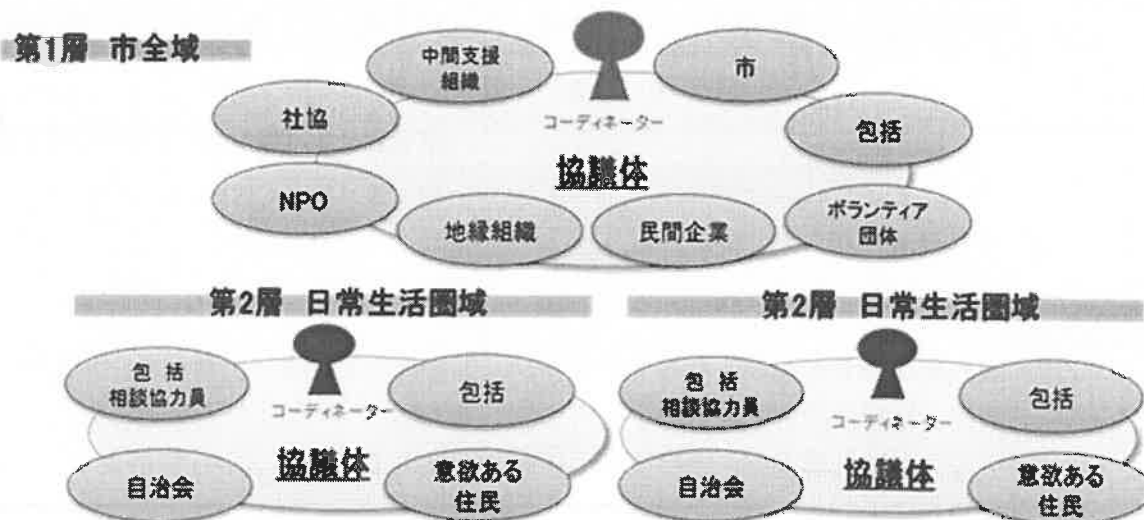 第1層 市全域
中間支援
組織
市
社協
コーディネーター
包括
協議体
NPO
地縁組織
民間企業
ボランティア
団体
第2層 日常生活圏域
包 括
相談協力員
コーディネーター
包括
協議体
自治会
意欲ある
住民
第2層 日常生活圏域
包 括
相談協力員
コーディネーター
包括
協議体
自治会
意欲ある
住民